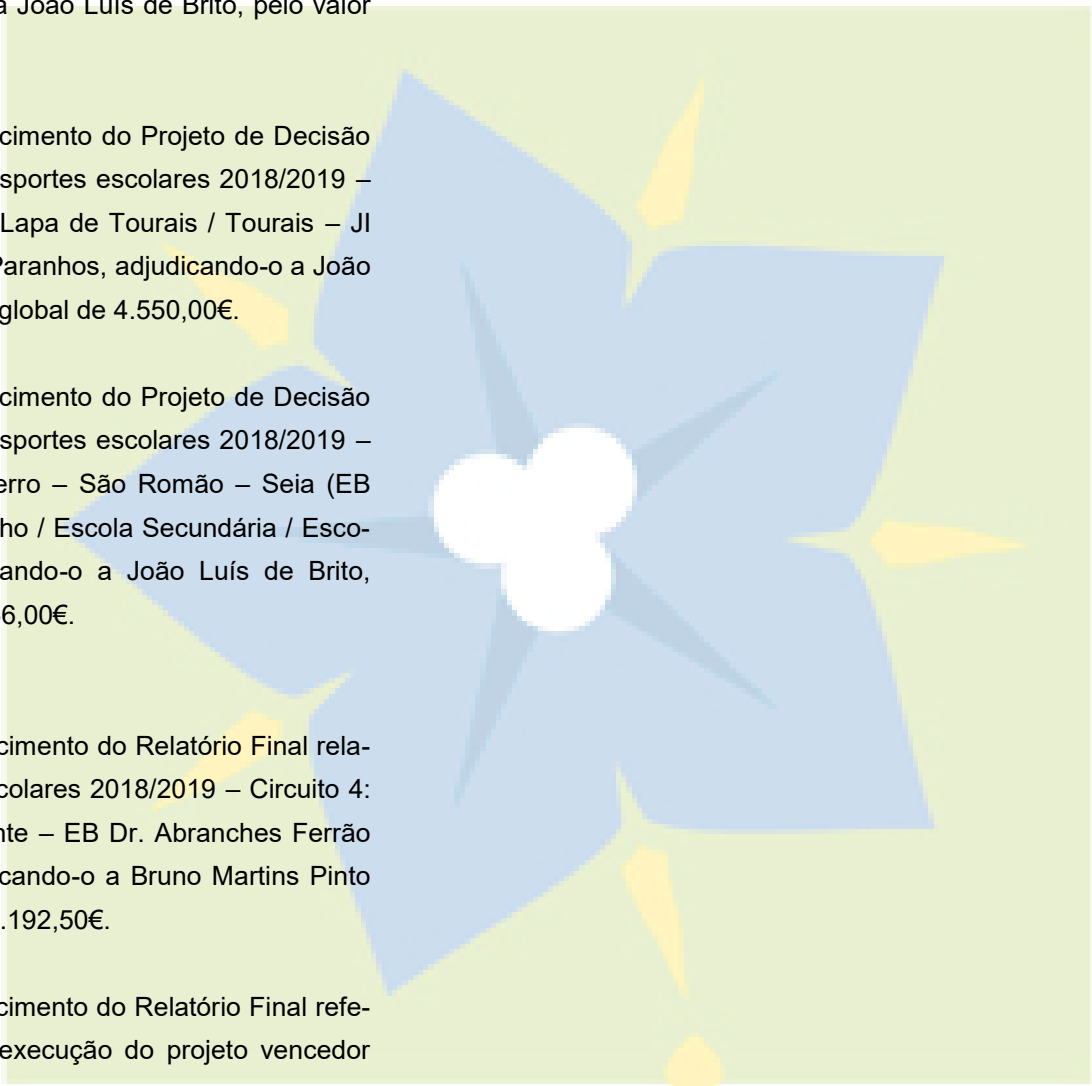 a João Luís de Brito, pelo valor
cimento do Projeto de Decisão
sportes escolares 2018/2019 –
Lapa de Tourais / Tourais – JI
Paranhos, adjudicando-o a João
global de 4.550,00€.
cimento do Projeto de Decisão
sportes escolares 2018/2019 –
erro – São Romão – Seia (EB
ho / Escola Secundária / Esco-
ando-o a João Luís de Brito,
6,00€.
cimento do Relatório Final rela-
colares 2018/2019 – Circuito 4:
nte – EB Dr. Abranches Ferrão
cando-o a Bruno Martins Pinto
.192,50€.
cimento do Relatório Final refe-
execução do projeto vencedor